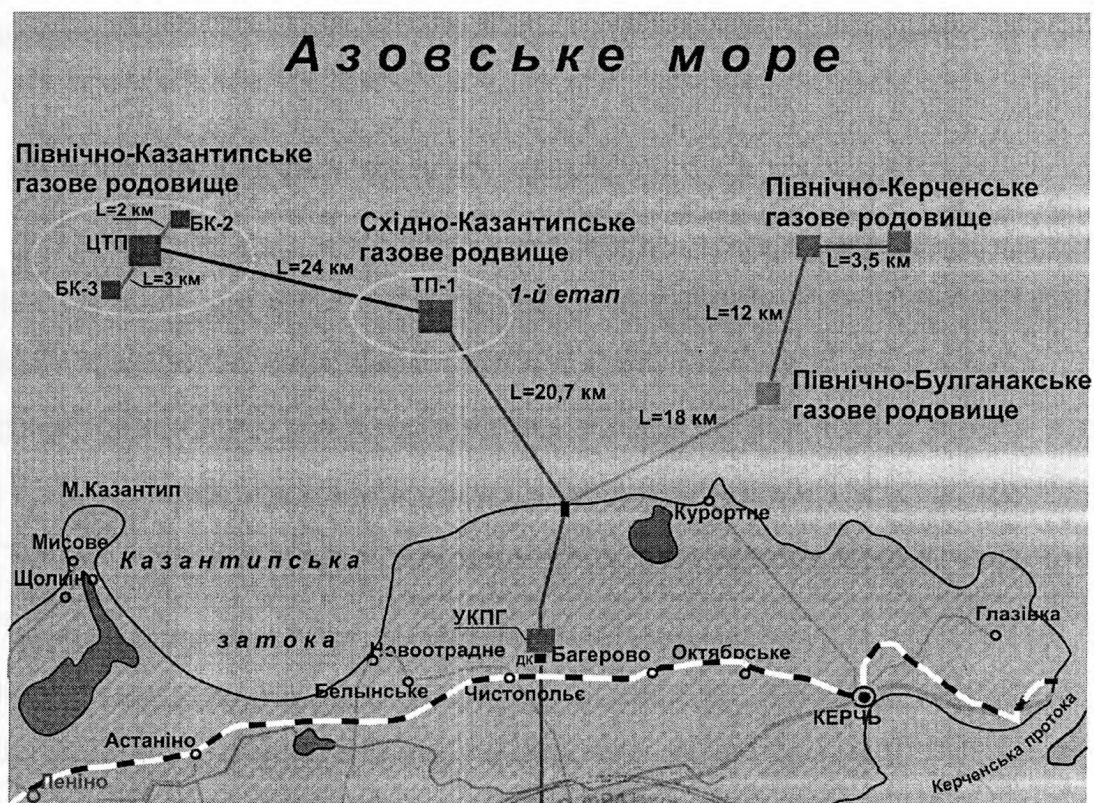 Азовське море
Північно-Казантипське
газове родовище
L=2 км
БК-2
ЦТП
БК-3
L=3 км
L=24 км
Східно-Казантипське
газове родвище
ТП-1
1-й етап
Північно-Керченське
газове родовище
L=3,5 км
L=12 км
L=20,7 км
Північно-Булганакське
газове родовище
L=18 км
М.Казантип
Курортне
Мисове
Щолкіно
Казантипська
затока
УКПГ
Глазівка
Новоотрадне
ДК
Багерово
Октябрське
Белынське
Чистопольє
КЕРЧЬ
Астаніно
Керченська протока
Леніно